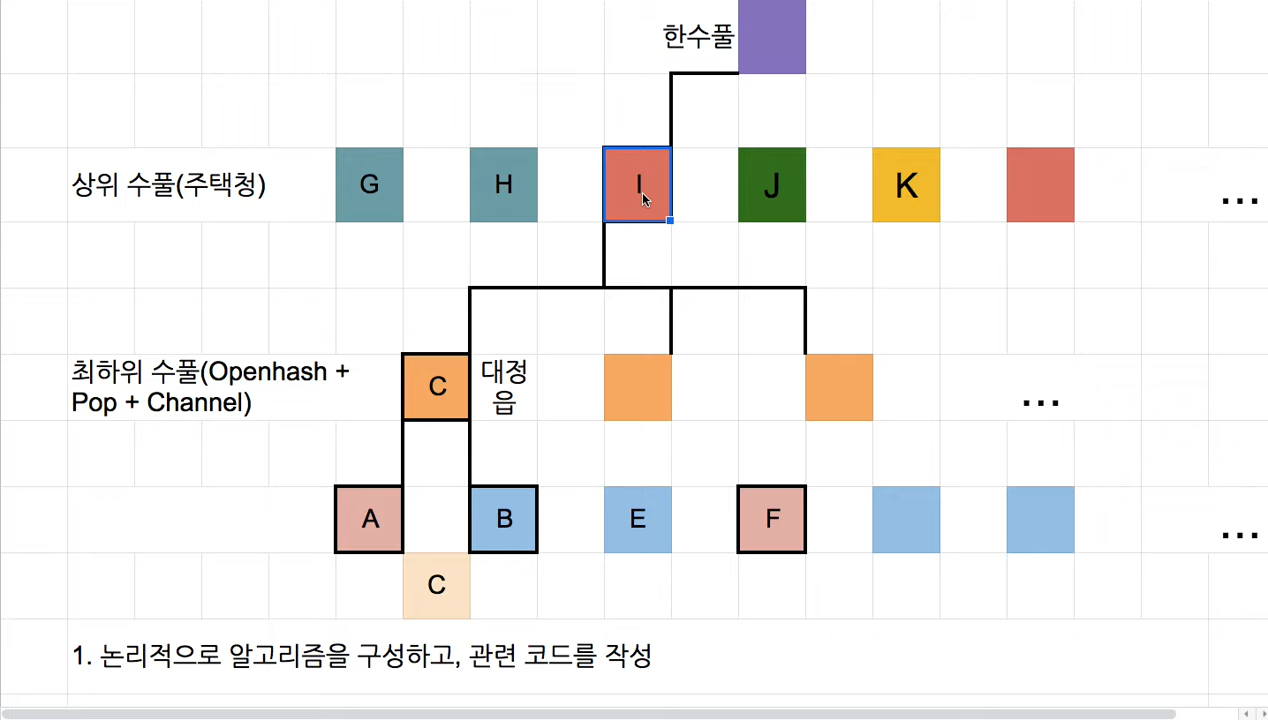 한수풀
상위 수풀(주택청)
G
H
I
J
K
...
최하위 수풀(Openhash +
Pop + Channel)
C
대정
읍
...
A
B
E
F
...
C
1. 논리적으로 알고리즘을 구성하고, 관련 코드를 작성